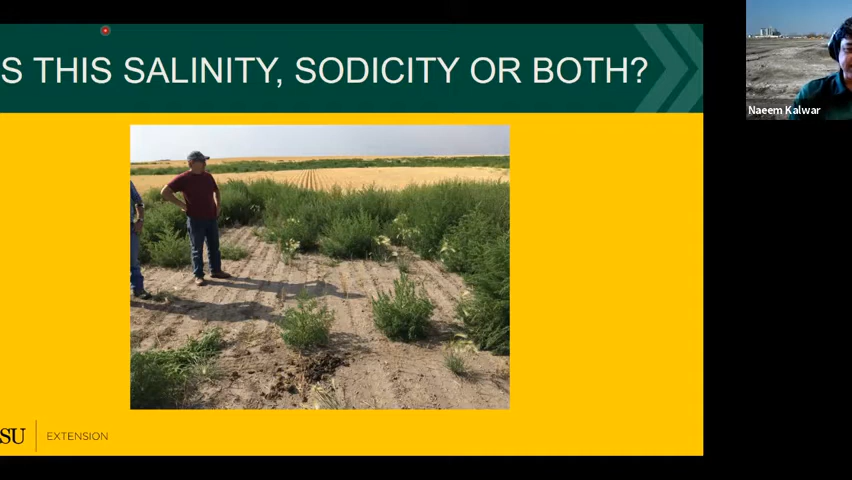 S THIS SALINITY, SODICITY OR BOTH?
Naeem Kalwar
SU EXTENSION